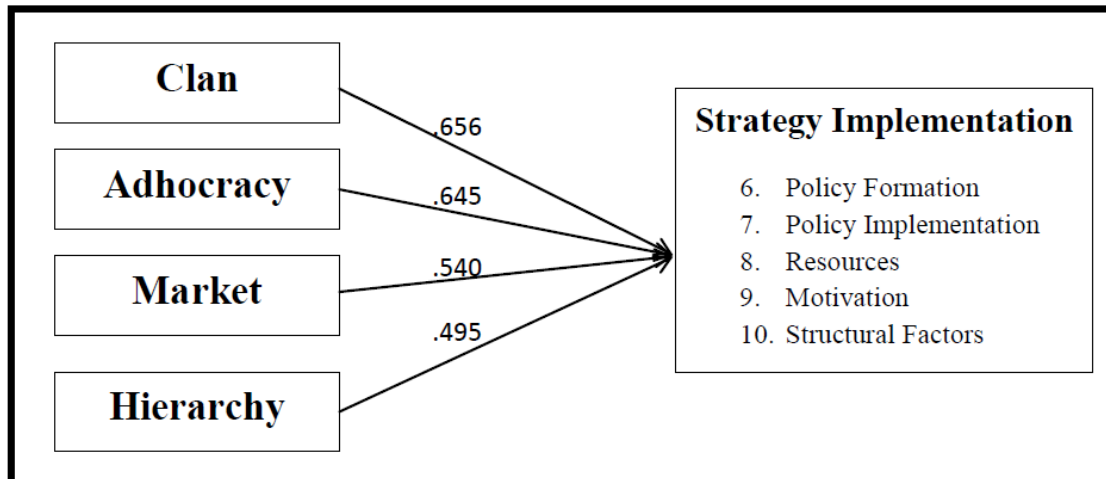 Clan
Adhocracy
Market
Hierarchy
.656
.645
.540
.495
Strategy Implementation
6. Policy Formation
7. Policy Implementation
8. Resources
9. Motivation
10. Structural Factors